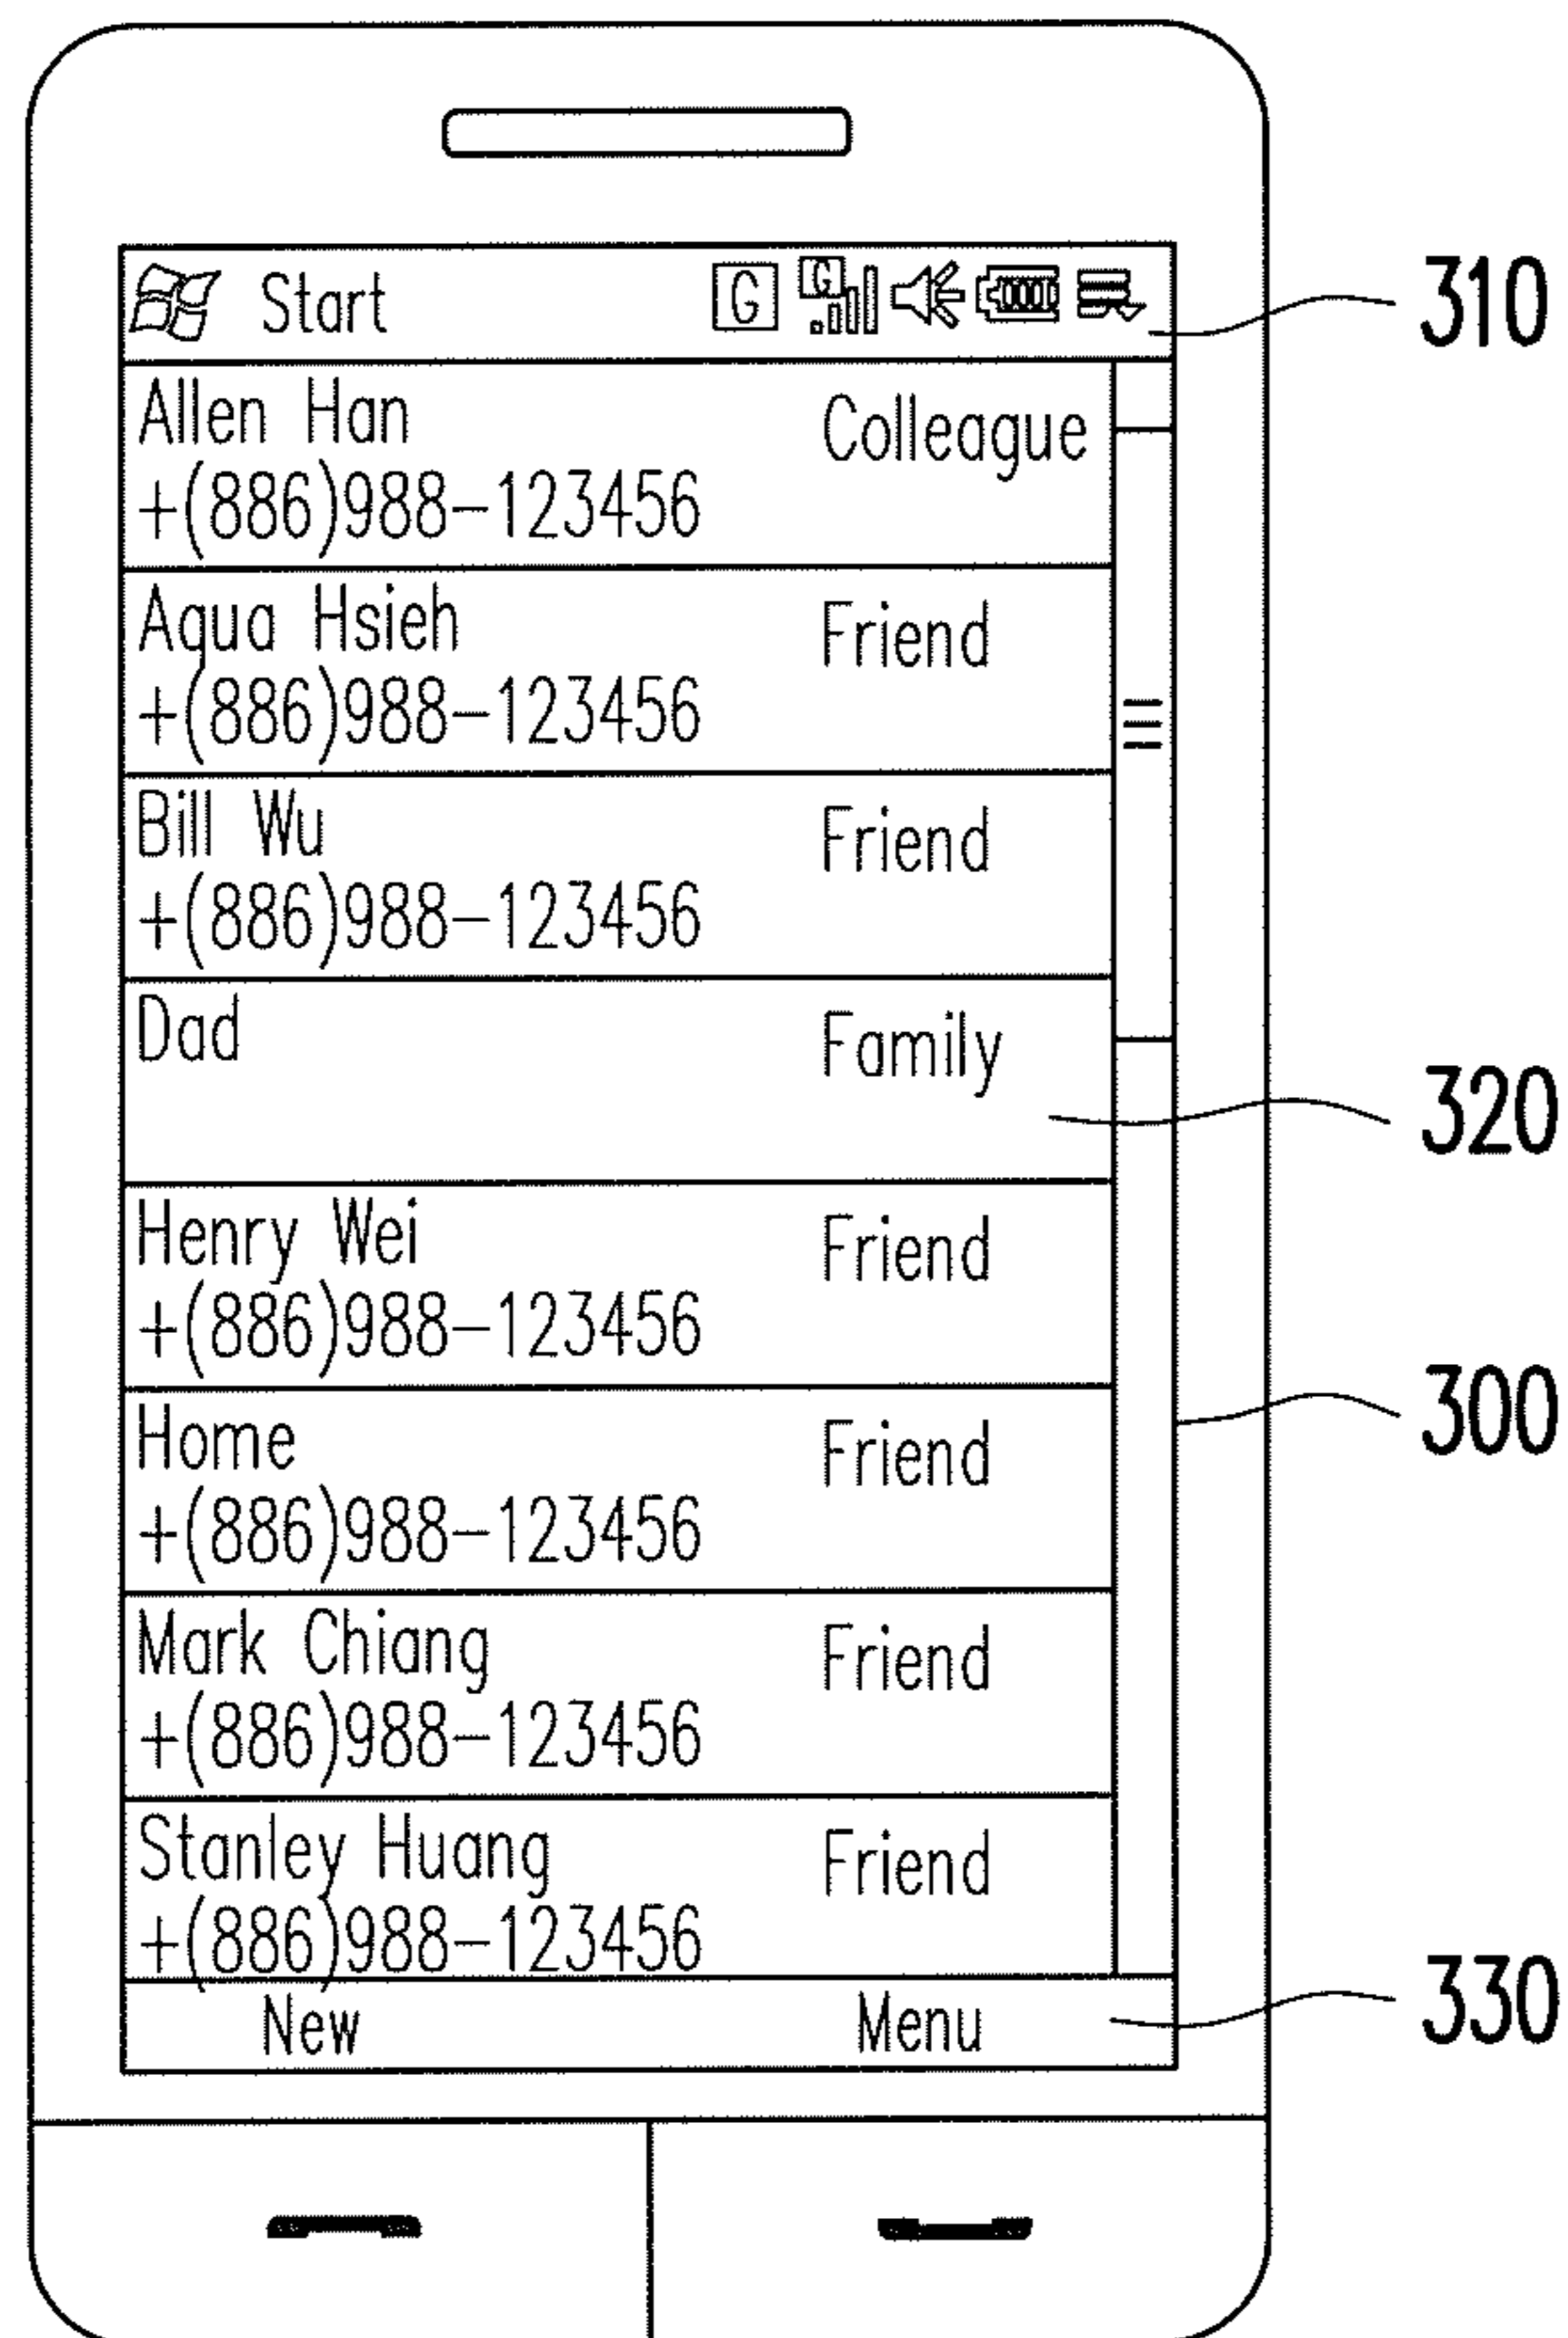 Start
310
Allen Han Colleague
+(886)988-123456
Aqua Hsieh Friend
+(886)988-123456
Bill Wu Friend
+(886)988-123456
Dad Family
320
Henry Wei Friend
+(886)988-123456
300
Home Friend
+(886)988-123456
Mark Chiang Friend
+(886)988-123456
Stanley Huang Friend
+(886)988-123456
330
New Menu